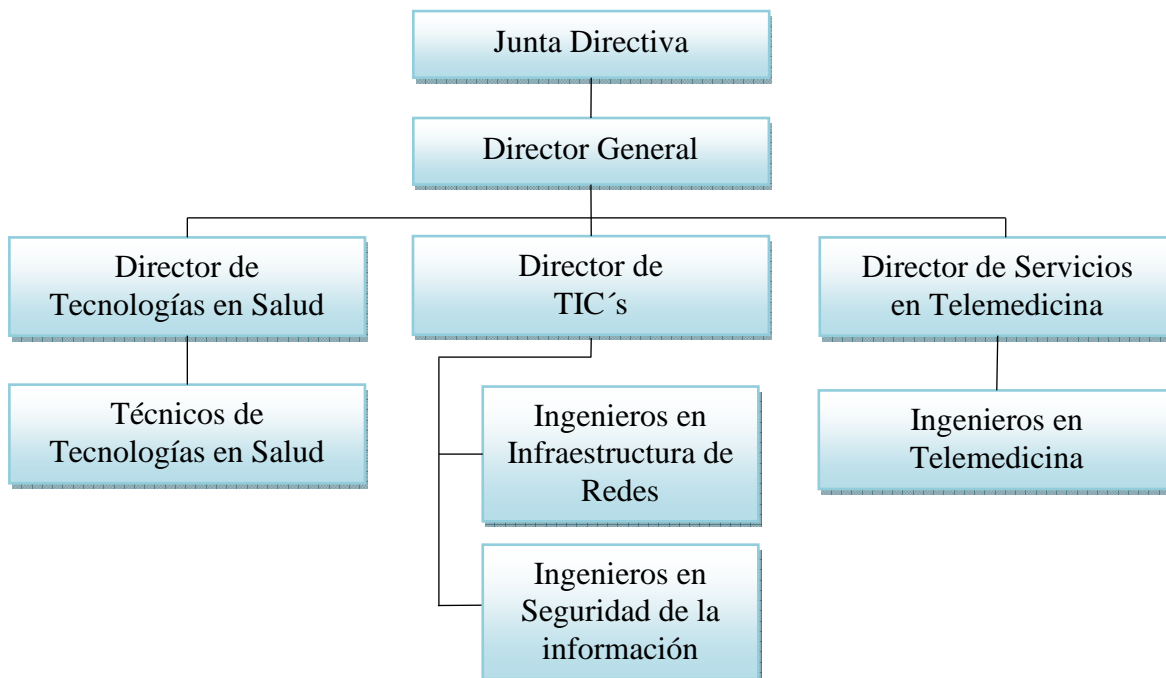 Junta Directiva
Director General
Director de
Tecnologías en Salud
Director de
TIC´s
Director de Servicios
en Telemedicina
Técnicos de
Tecnologías en Salud
Ingenieros en
Infraestructura de
Redes
Ingenieros en
Telemedicina
Ingenieros en
Seguridad de la
información